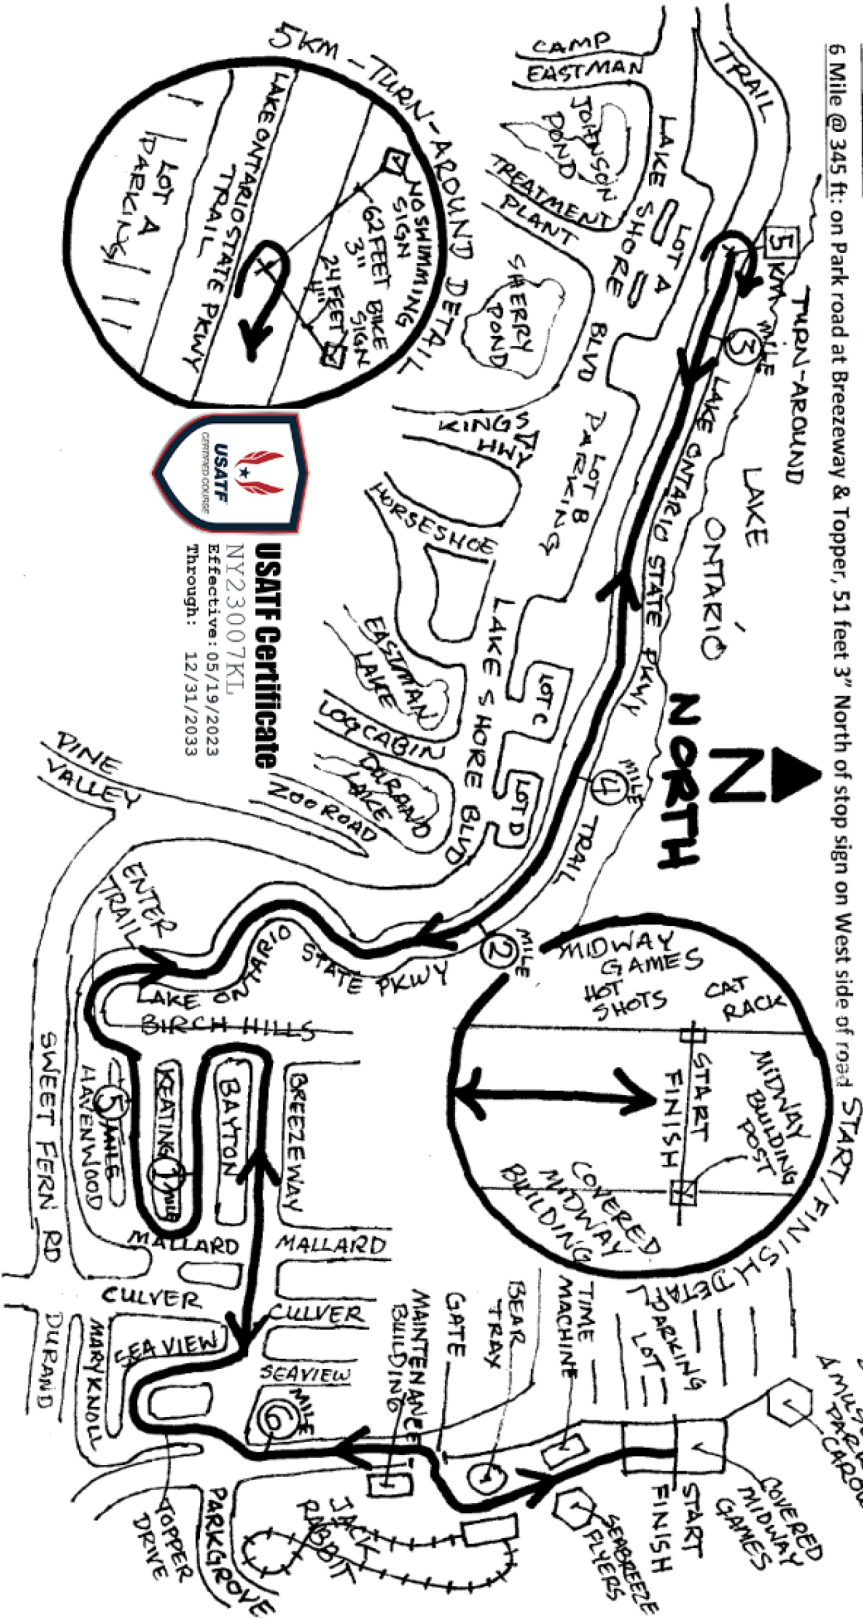 6 Mile @ 345 ft: on Park road at Breezeway & Topper, 51 feet 3" North of stop sign on West side of road
TRAIL
CAMP
EASTMAN
JOHNSON
POND
LAKE SHORE BLVD
LOT A
TREATMENT
PLANT
SHERRY
POND
5 KM
TURN-AROUND
MILE
3
LAKE
ONTARIO
LAKE ONTARIO STATE PKWY
5KM-TURN-AROUND DETAIL
NO SWIMMING
SIGN
62 FEET
3"
BIKE
SIGN
24 FEET
4"
LAKE ONTARIO STATE PKWY
TRAIL
LOT A
PARKING
KINGS
HWY
LOT B
PARKING
HORSESHOE
LAKE SHORE BLVD
EASTMAN
LAKE
LOT C
LOT D
LOG CABIN
DURAND
LAKE
ZOO ROAD
PINE
VALLEY
USATF
CERTIFIED COURSE
USATF Certificate
NY23007KL
Effective: 05/19/2023
Through: 12/31/2033
N
NORTH
MILE
4
TRAIL
MILE
2
LAKE ONTARIO STATE PKWY
ENTER
TRAIL
BIRCH HILLS
START/FINISH DETAIL
MIDWAY
GAMES
HOT
SHOTS
CAT
RACK
START
FINISH
MIDWAY
BUILDING
POST
COVERED
MIDWAY
BUILDING
SWEET FERN RD
HAVENWOOD
5 MILE
KEATING
1 MILE
BAYTON
BREEZEWAY
MALLARD
MALLARD
CULVER
CULVER
DURAND
MARYKNOLL
SEAVIEW
SEAVIEW
MILE
6
MAINTENANCE
BUILDING
GATE
BEAR
TRAX
TIME
MACHINE
PARKING
LOT
COVERED
MIDWAY
GAMES
START
FINISH
SEABREEZE
FLYERS
JACK
RABBIT
PARKGROVE
TOPPER
DRIVE